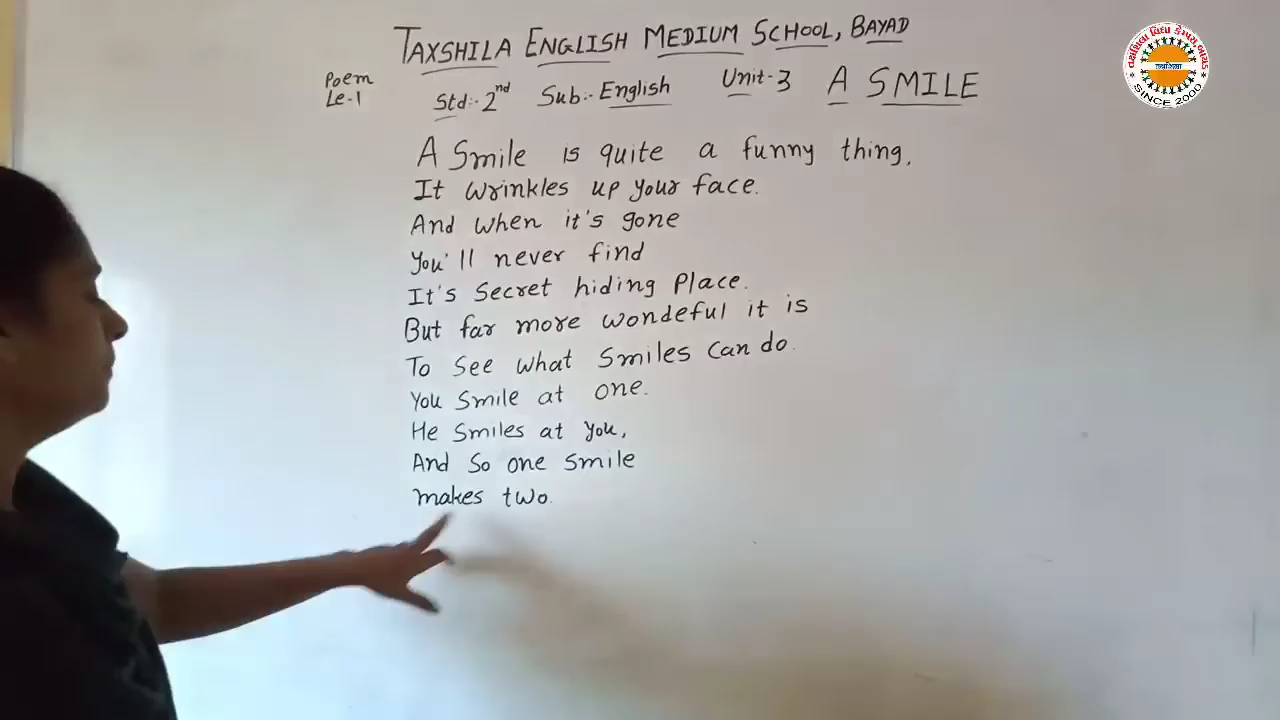 TAXSHILA ENGLISH MEDIUM SCHOOL, BAYAD
Poem
Le-1
Std:- 2nd Sub:- English Unit-3 A SMILE
A Smile is quite a funny thing,
It wrinkles up your face.
And when it's gone
You'll never find
It's Secret hiding Place.
But far more wondeful it is
To See what Smiles Can do.
You Smile at one.
He Smiles at you,
And So one Smile
makes two.
SINCE 2000